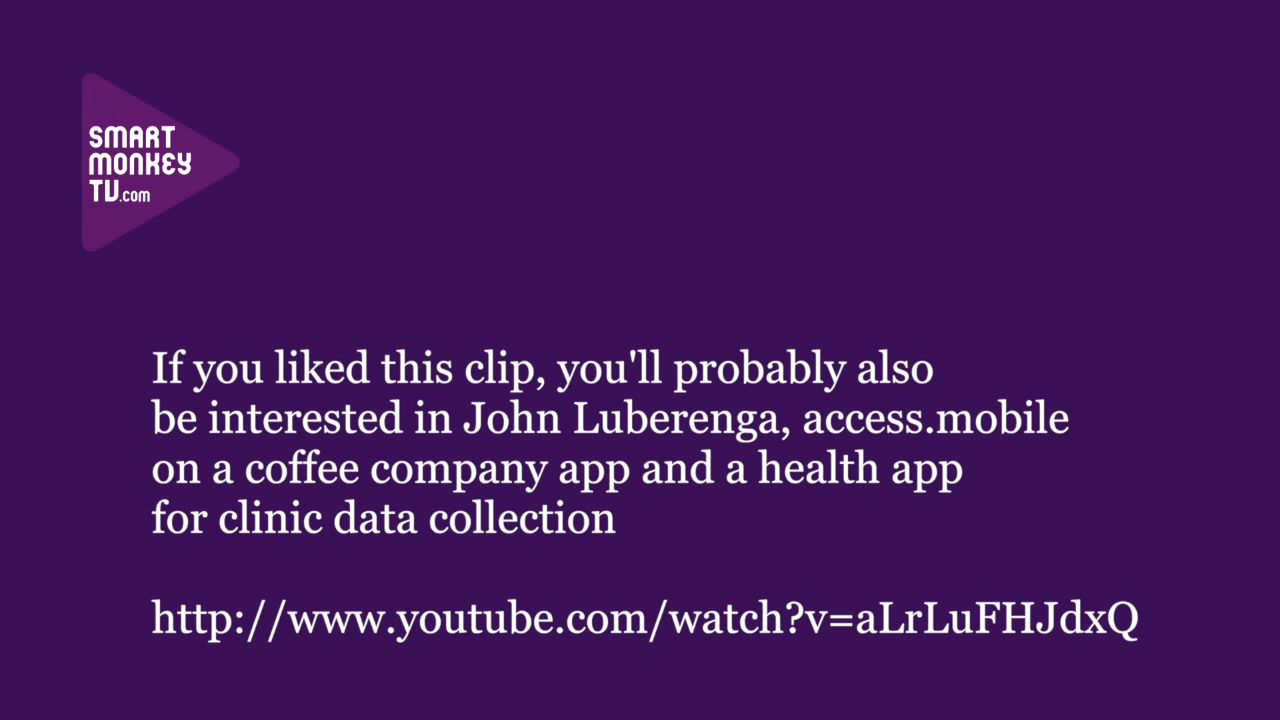 SMART
MONKEY
TV.com
If you liked this clip, you'll probably also
be interested in John Luberenga, access.mobile
on a coffee company app and a health app
for clinic data collection
http://www.youtube.com/watch?v=aLrLuFHJdxQ